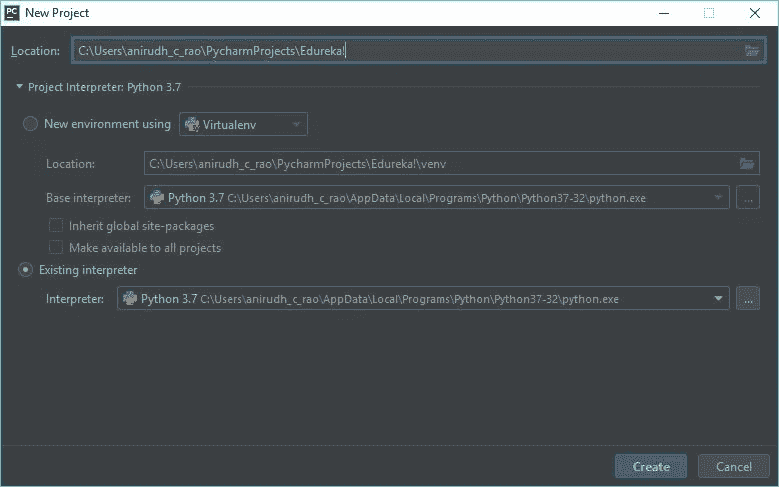 PC New Project
Location: C:\Users\anirudh_c_rao\PycharmProjects\Edureka!
Project Interpreter: Python 3.7
New environment using Virtualenv
Location: C:\Users\anirudh_c_rao\PycharmProjects\Edureka!\venv
Base interpreter: Python 3.7 C:\Users\anirudh_c_rao\AppData\Local\Programs\Python\Python37-32\python.exe ...
Inherit global site-packages
Make available to all projects
Existing interpreter
Interpreter: Python 3.7 C:\Users\anirudh_c_rao\AppData\Local\Programs\Python\Python37-32\python.exe ...
Create Cancel